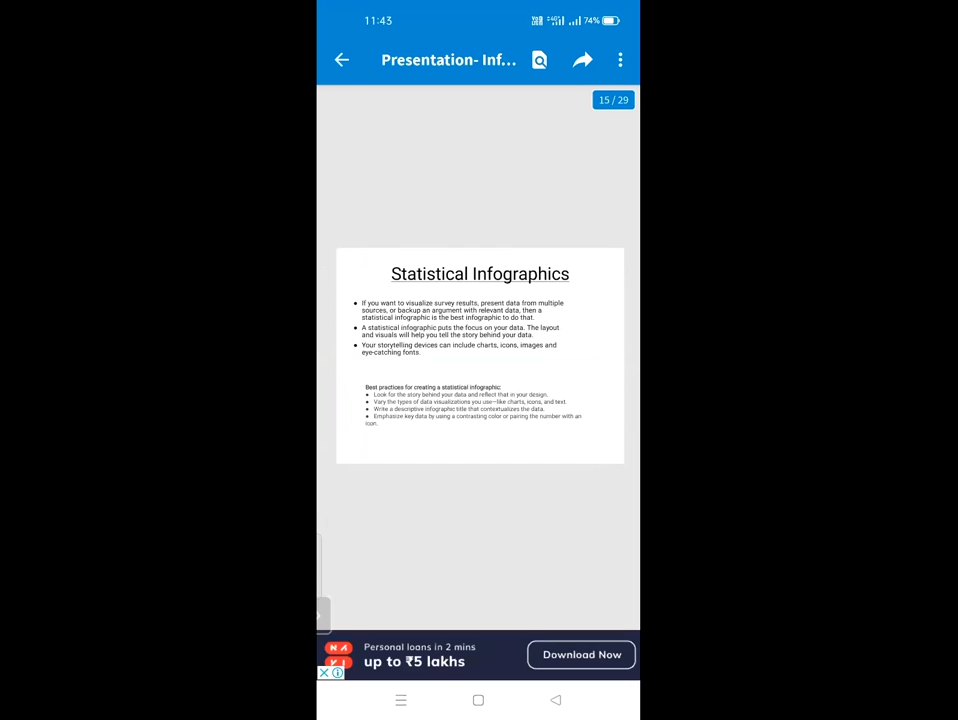 11:43
74%
Presentation- Inf...
15 / 29
Statistical Infographics
● If you want to visualize survey results, present data from multiple
sources, or backup an argument with relevant data, then a
statistical infographic is the best infographic to do that.
● A statistical infographic puts the focus on your data. The layout
and visuals will help you tell the story behind your data.
● Your storytelling devices can include charts, icons, images and
eye-catching fonts.
Best practices for creating a statistical infographic:
● Look for the story behind your data and reflect that in your design.
● Vary the types of data visualizations you use—like charts, icons, and text.
● Write a descriptive infographic title that contextualizes the data.
● Emphasize key data by using a contrasting color or pairing the number with an
icon.
Personal loans in 2 mins
up to ₹5 lakhs
Download Now